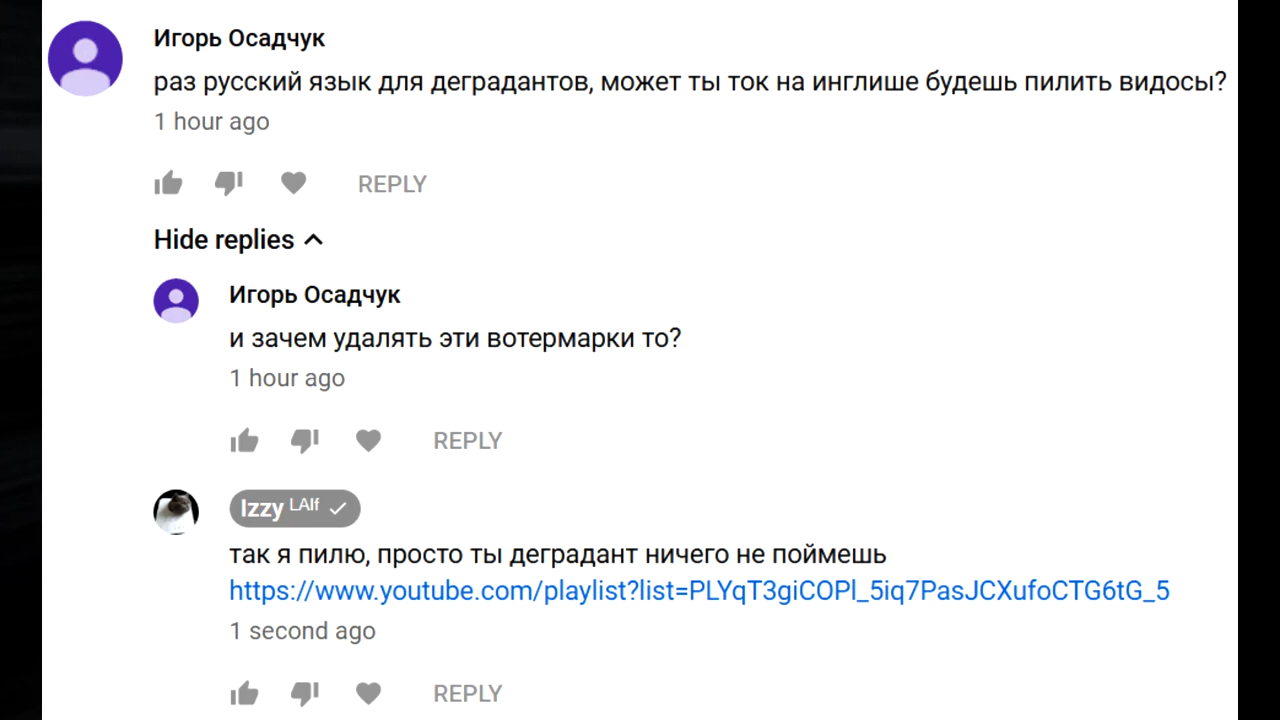 Игорь Осадчук
раз русский язык для деградантов, может ты ток на инглише будешь пилить видосы?
1 hour ago
REPLY
Hide replies
Игорь Осадчук
и зачем удалять эти вотермарки то?
1 hour ago
REPLY
Izzy LAlf
так я пилю, просто ты деградант ничего не поймешь
https://www.youtube.com/playlist?list=PLYqT3giCOPl_5iq7PasJCXufoCTG6tG_5
1 second ago
REPLY